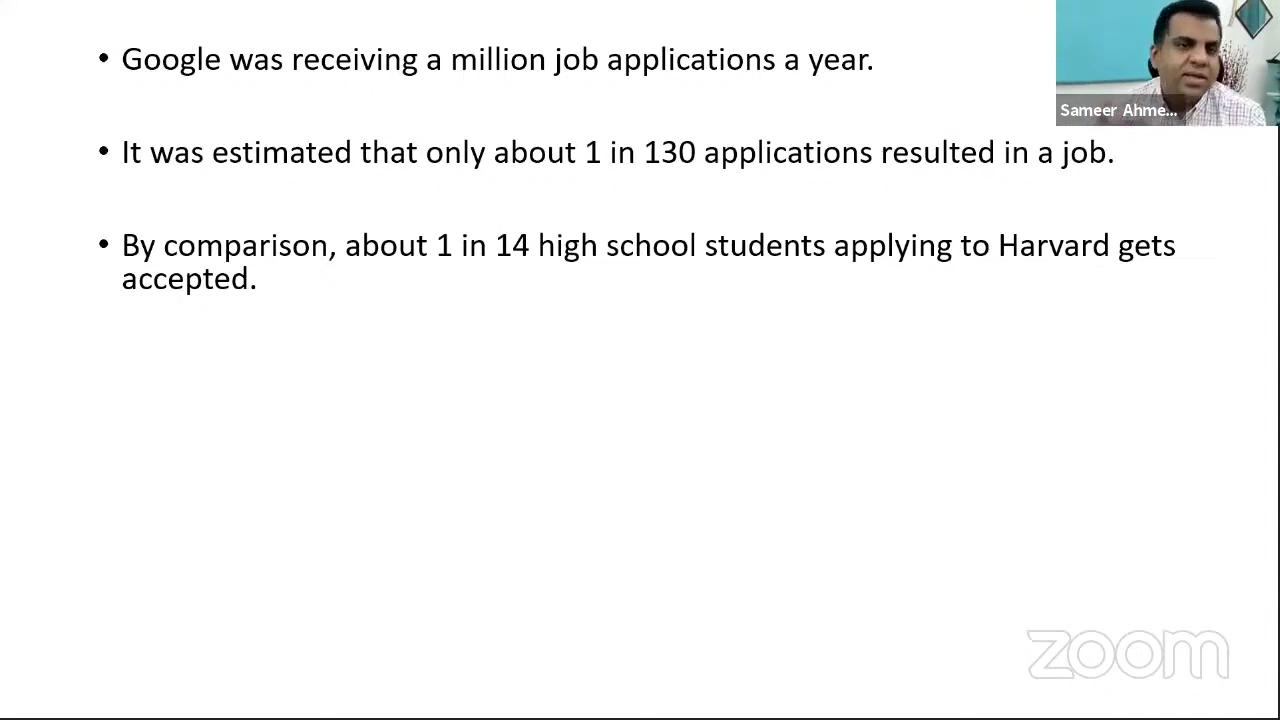 • Google was receiving a million job applications a year.
Sameer Ahme...
• It was estimated that only about 1 in 130 applications resulted in a job.
• By comparison, about 1 in 14 high school students applying to Harvard gets
accepted.
zoom